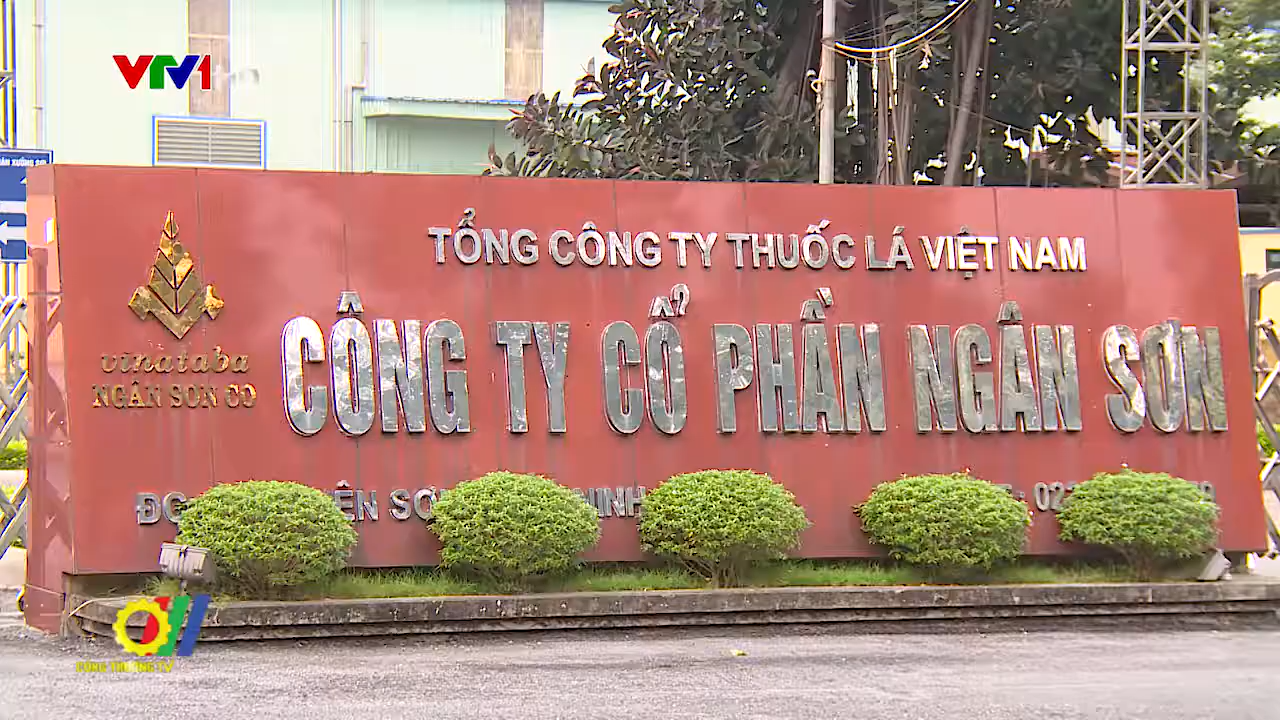 VTV1
TỔNG CÔNG TY THUỐC LÁ VIỆT NAM
CÔNG TY CỔ PHẦN NGÂN SƠN
vinataba
NGÂN SƠN CO
CÔNG THƯƠNG TV